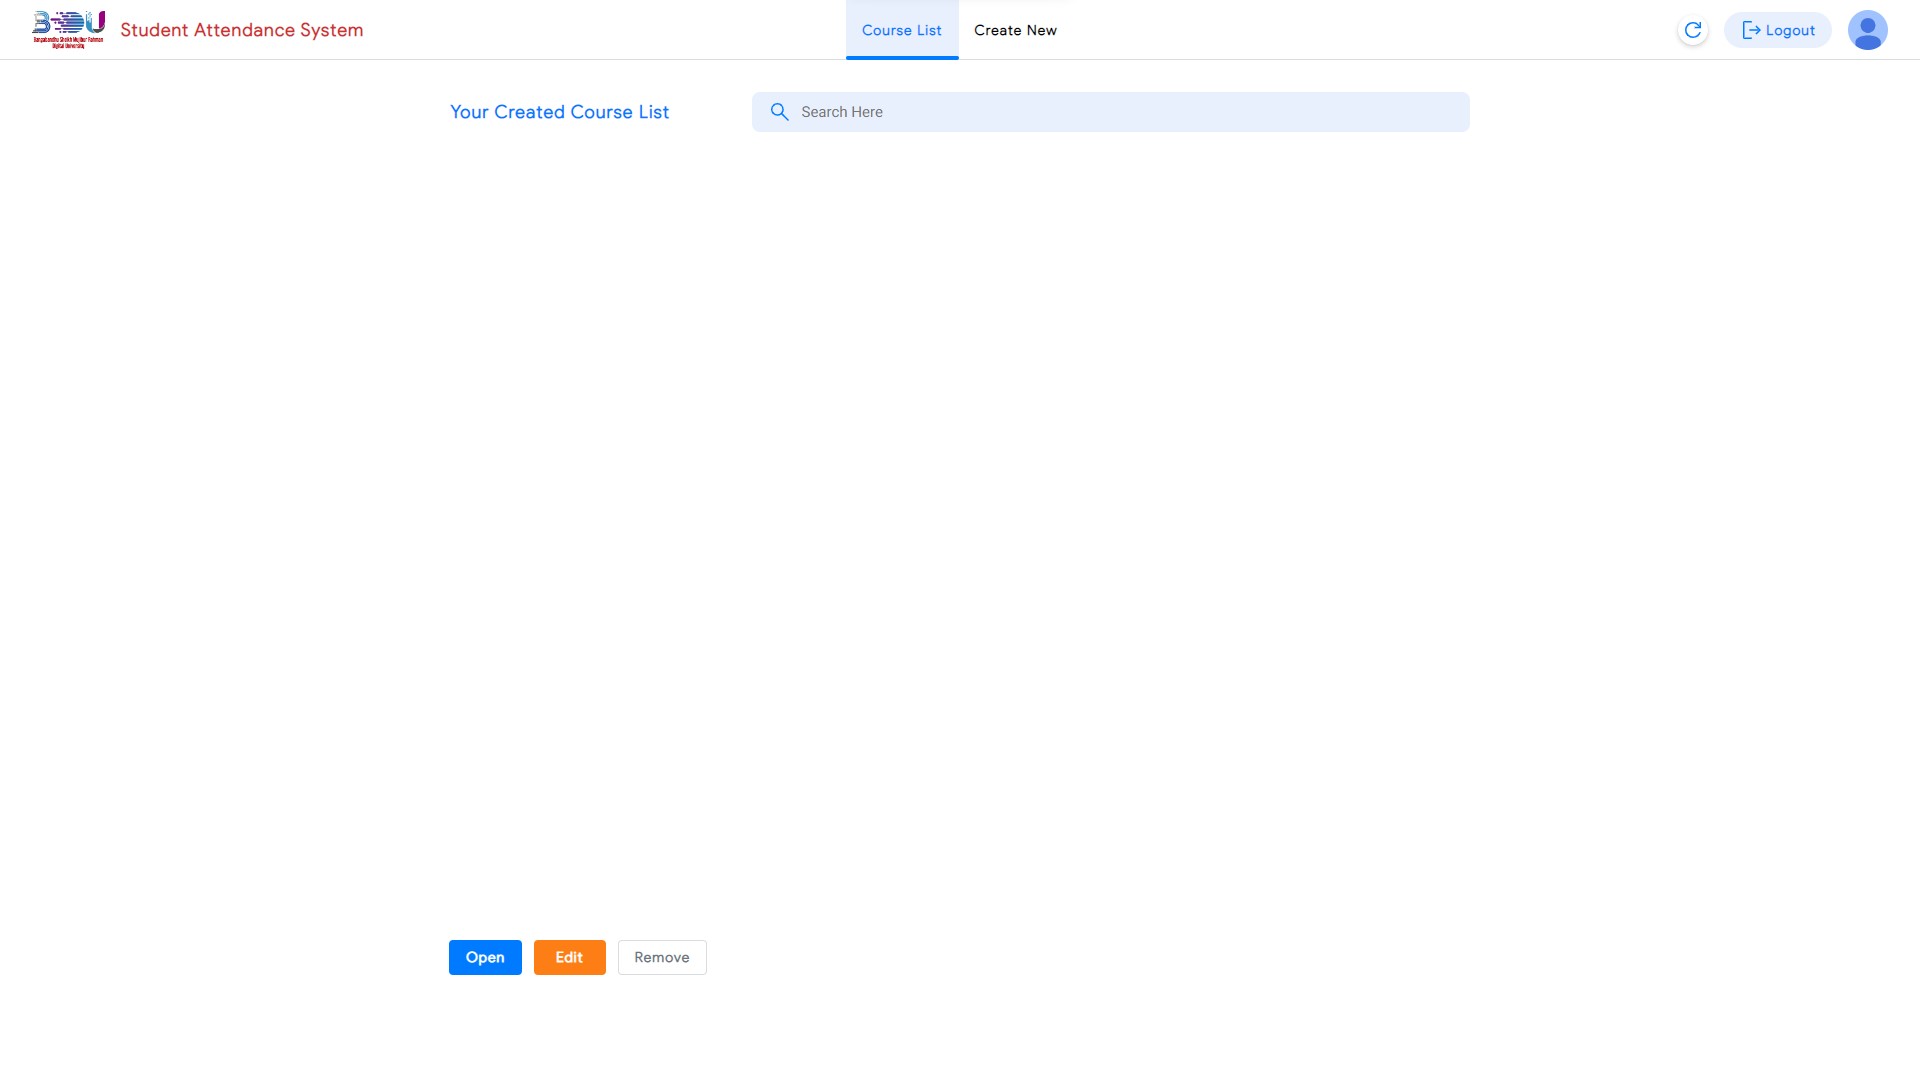 BDU
Bangabandhu Sheikh Mujibur Rahman
Digital University
Student Attendance System
Course List
Create New
Logout
Your Created Course List
Search Here
Open
Edit
Remove